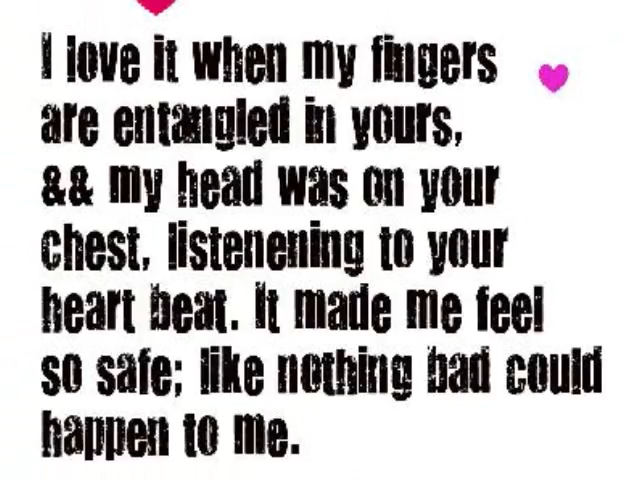 I love it when my fingers
are entangled in yours,
&& my head was on your
chest, listenening to your
heart beat. It made me feel
so safe; like nothing bad could
happen to me.